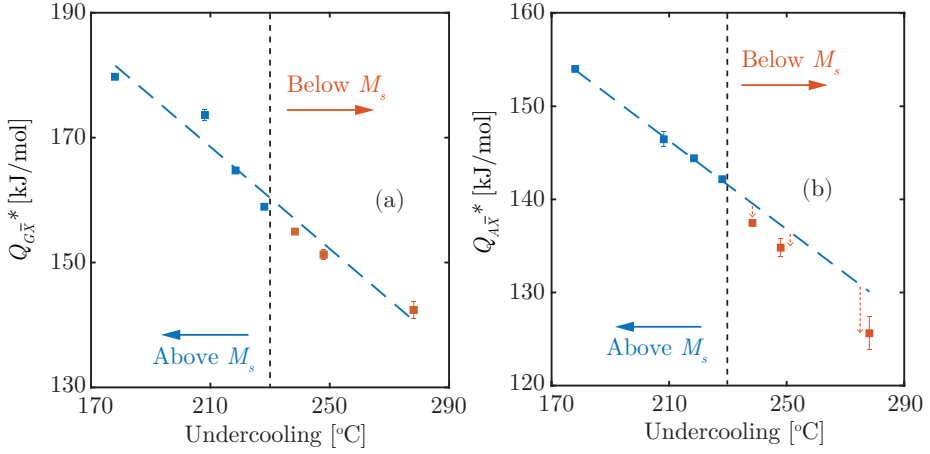 190
170
150
130
170
210
250
290
Q_{GX̄}* [kJ/mol]
Undercooling [°C]
Below M_s
(a)
Above M_s
160
150
140
130
120
170
210
250
290
Q_{AX̄}* [kJ/mol]
Undercooling [°C]
Below M_s
(b)
Above M_s